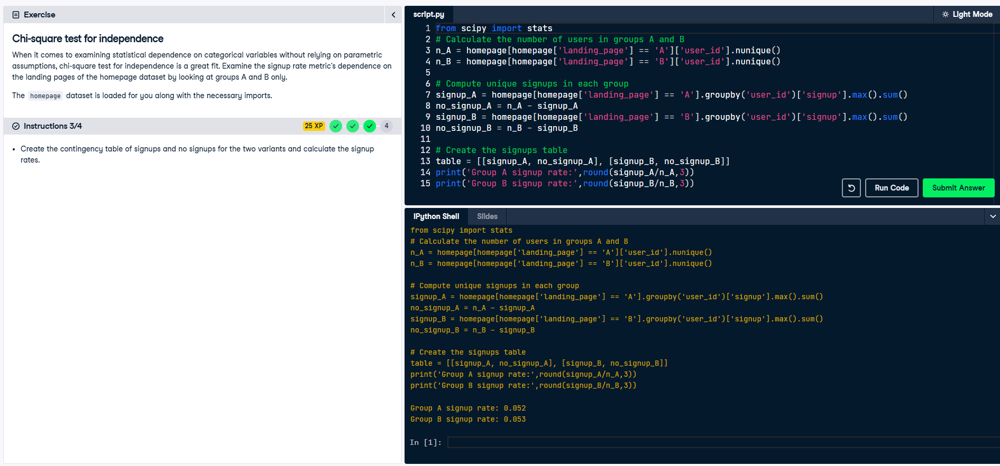 Exercise
Chi-square test for independence
When it comes to examining statistical dependence on categorical variables without relying on parametric
assumptions, chi-square test for independence is a great fit. Examine the signup rate metric's dependence on
the landing pages of the homepage dataset by looking at groups A and B only.
The homepage dataset is loaded for you along with the necessary imports.
Instructions 3/4
25 XP
4
• Create the contingency table of signups and no signups for the two variants and calculate the signup
rates.
script.py
Light Mode
1 from scipy import stats
2 # Calculate the number of users in groups A and B
3 n_A = homepage[homepage['landing_page'] == 'A']['user_id'].nunique()
4 n_B = homepage[homepage['landing_page'] == 'B']['user_id'].nunique()
5
6 # Compute unique signups in each group
7 signup_A = homepage[homepage['landing_page'] == 'A'].groupby('user_id')['signup'].max().sum()
8 no_signup_A = n_A - signup_A
9 signup_B = homepage[homepage['landing_page'] == 'B'].groupby('user_id')['signup'].max().sum()
10 no_signup_B = n_B - signup_B
11
12 # Create the signups table
13 table = [[signup_A, no_signup_A], [signup_B, no_signup_B]]
14 print('Group A signup rate:',round(signup_A/n_A,3))
15 print('Group B signup rate:',round(signup_B/n_B,3))
Run Code
Submit Answer
IPython Shell
Slides
from scipy import stats
# Calculate the number of users in groups A and B
n_A = homepage[homepage['landing_page'] == 'A']['user_id'].nunique()
n_B = homepage[homepage['landing_page'] == 'B']['user_id'].nunique()
# Compute unique signups in each group
signup_A = homepage[homepage['landing_page'] == 'A'].groupby('user_id')['signup'].max().sum()
no_signup_A = n_A - signup_A
signup_B = homepage[homepage['landing_page'] == 'B'].groupby('user_id')['signup'].max().sum()
no_signup_B = n_B - signup_B
# Create the signups table
table = [[signup_A, no_signup_A], [signup_B, no_signup_B]]
print('Group A signup rate:',round(signup_A/n_A,3))
print('Group B signup rate:',round(signup_B/n_B,3))
Group A signup rate: 0.052
Group B signup rate: 0.053
In [1]: